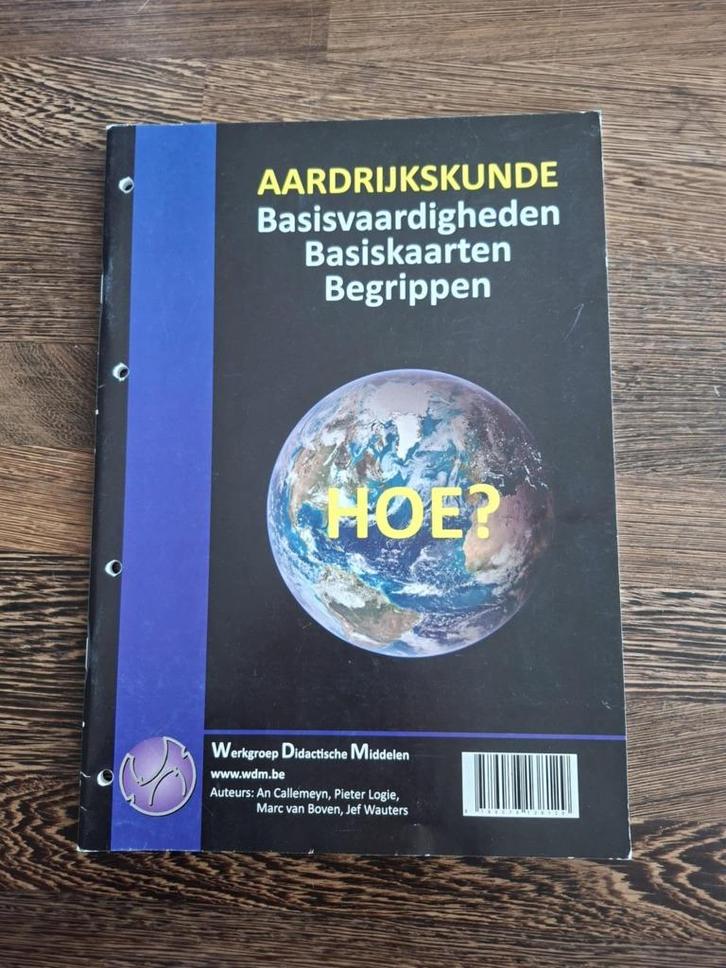 AARDRIJKSKUNDE
Basisvaardigheden
Basiskaarten
Begrippen
HOE?
Werkgroep Didactische Middelen
www.wdm.be
Auteurs: An Callemeyn, Pieter Logie,
Marc van Boven, Jef Wauters